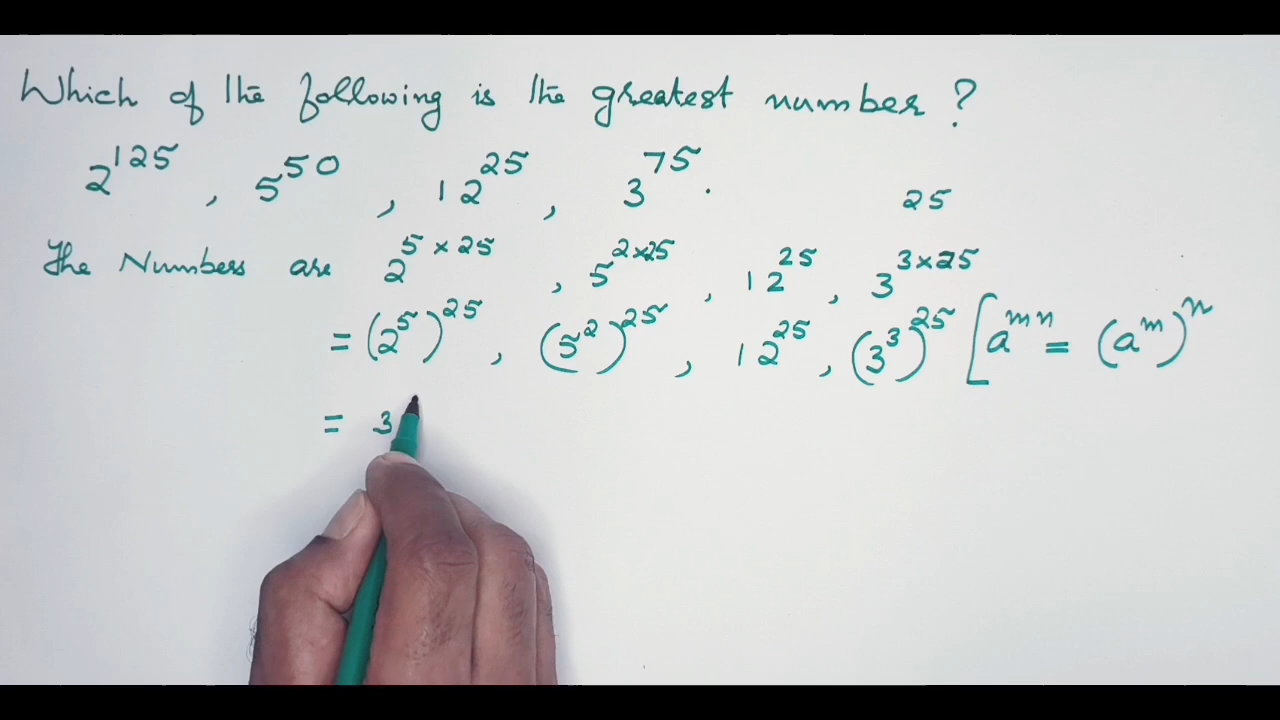 Which of the following is the greatest number ?
2^125 , 5^50 , 12^25 , 3^75 .
25
The Numbers are 2^(5 × 25) , 5^(2×25) , 12^25 , 3^(3×25)
= (2^5)^25 , (5^2)^25 , 12^25 , (3^3)^25 [a^(mn) = (a^m)^n
= 3